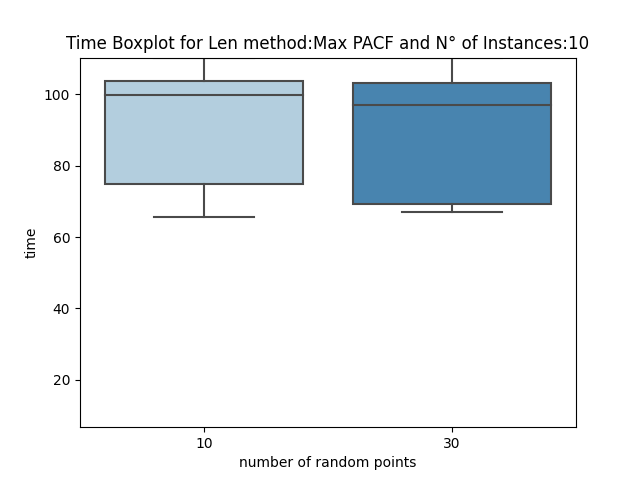 Time Boxplot for Len method:Max PACF and N° of Instances:10
time
100
80
60
40
20
10
30
number of random points